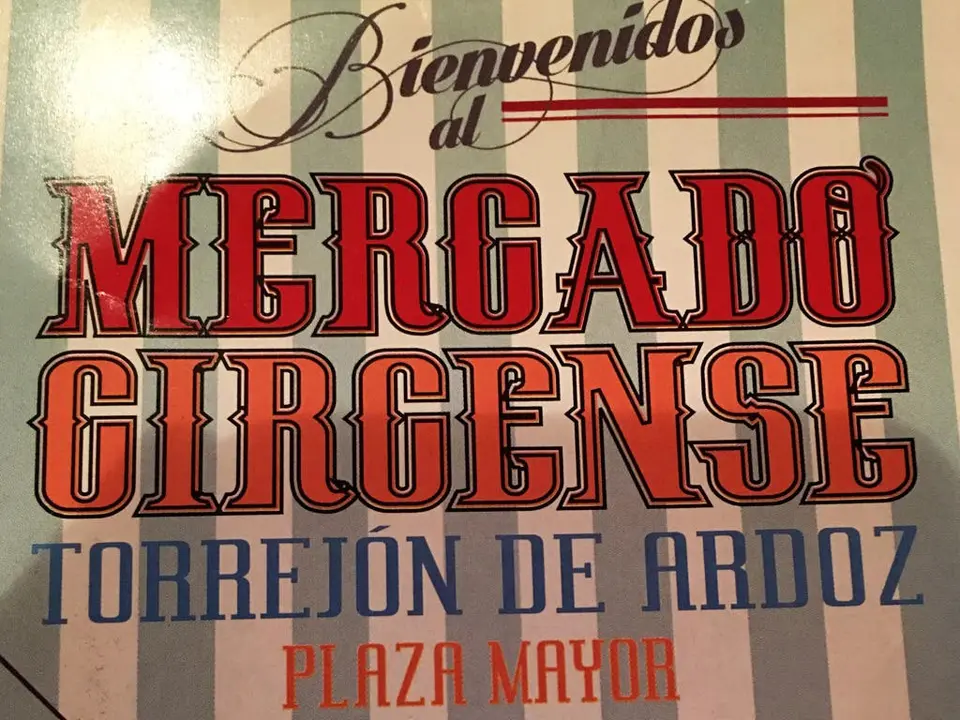 Bienvenidos
al
MERCADO
CIRCENSE
TORREJÓN DE ARDOZ
PLAZA MAYOR